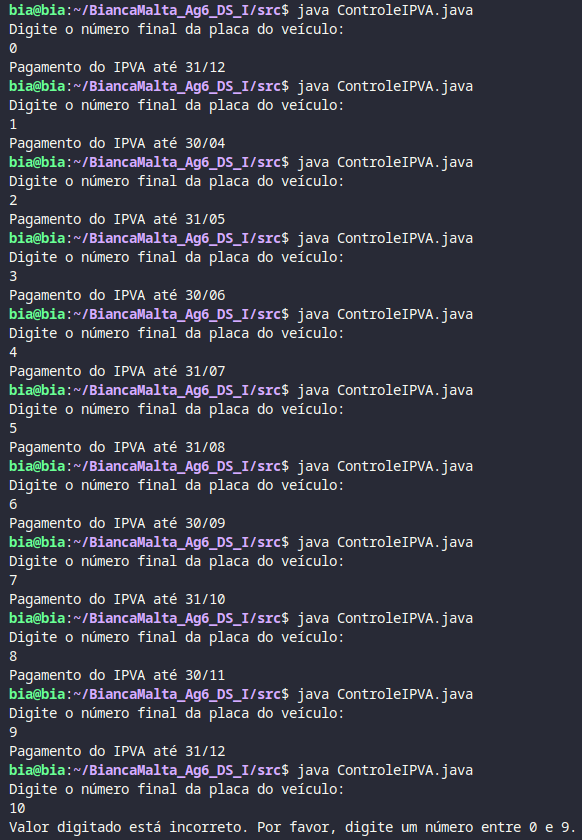 bia@bia:~/BiancaMalta_Ag6_DS_I/src$ java ControleIPVA.java
Digite o número final da placa do veículo:
0
Pagamento do IPVA até 31/12
bia@bia:~/BiancaMalta_Ag6_DS_I/src$ java ControleIPVA.java
Digite o número final da placa do veículo:
1
Pagamento do IPVA até 30/04
bia@bia:~/BiancaMalta_Ag6_DS_I/src$ java ControleIPVA.java
Digite o número final da placa do veículo:
2
Pagamento do IPVA até 31/05
bia@bia:~/BiancaMalta_Ag6_DS_I/src$ java ControleIPVA.java
Digite o número final da placa do veículo:
3
Pagamento do IPVA até 30/06
bia@bia:~/BiancaMalta_Ag6_DS_I/src$ java ControleIPVA.java
Digite o número final da placa do veículo:
4
Pagamento do IPVA até 31/07
bia@bia:~/BiancaMalta_Ag6_DS_I/src$ java ControleIPVA.java
Digite o número final da placa do veículo:
5
Pagamento do IPVA até 31/08
bia@bia:~/BiancaMalta_Ag6_DS_I/src$ java ControleIPVA.java
Digite o número final da placa do veículo:
6
Pagamento do IPVA até 30/09
bia@bia:~/BiancaMalta_Ag6_DS_I/src$ java ControleIPVA.java
Digite o número final da placa do veículo:
7
Pagamento do IPVA até 31/10
bia@bia:~/BiancaMalta_Ag6_DS_I/src$ java ControleIPVA.java
Digite o número final da placa do veículo:
8
Pagamento do IPVA até 30/11
bia@bia:~/BiancaMalta_Ag6_DS_I/src$ java ControleIPVA.java
Digite o número final da placa do veículo:
9
Pagamento do IPVA até 31/12
bia@bia:~/BiancaMalta_Ag6_DS_I/src$ java ControleIPVA.java
Digite o número final da placa do veículo:
10
Valor digitado está incorreto. Por favor, digite um número entre 0 e 9.